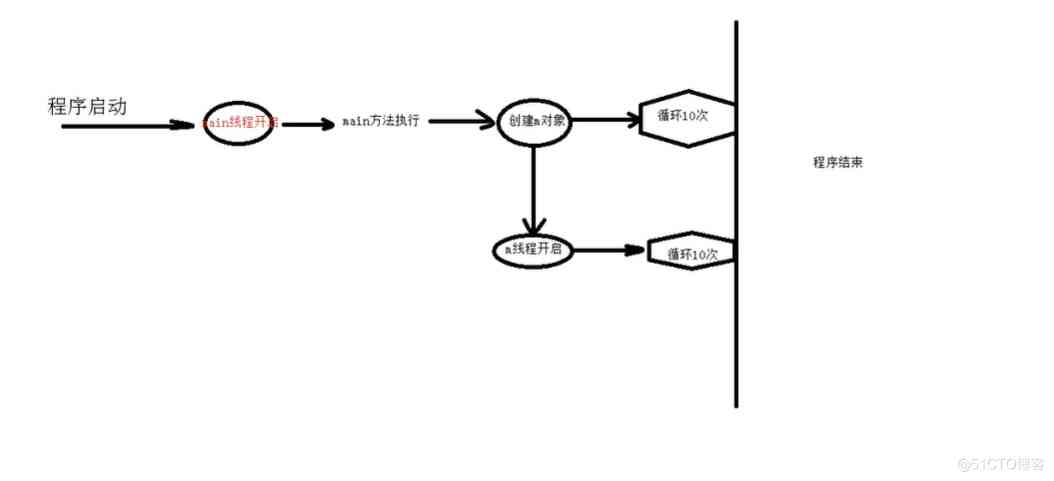 程序启动
main线程开启
main方法执行
创建m对象
循环10次
程序结束
m线程开启
循环10次
@51CTO博客